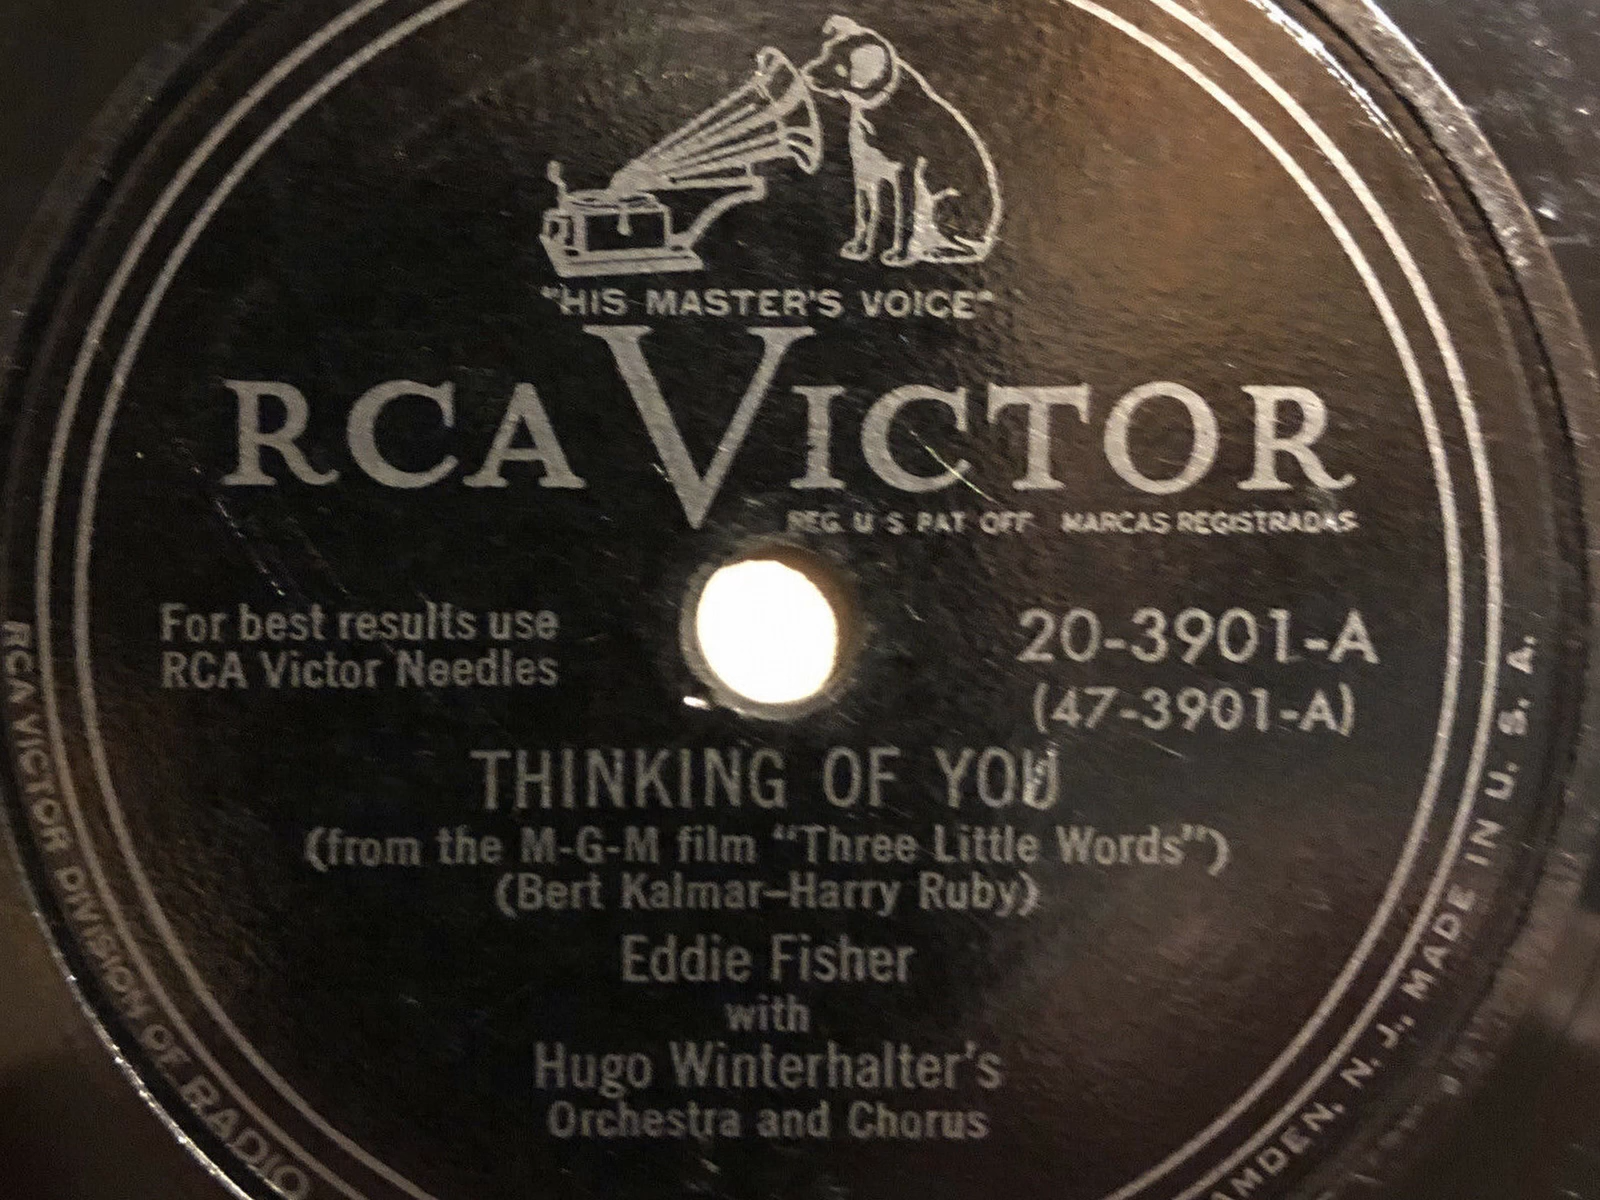 "HIS MASTER'S VOICE"
RCA VICTOR
REG. U S PAT OFF MARCAS REGISTRADAS
For best results use
RCA Victor Needles
20-3901-A
(47-3901-A)
THINKING OF YOU
(from the M-G-M film "Three Little Words")
(Bert Kalmar–Harry Ruby)
Eddie Fisher
with
Hugo Winterhalter's
Orchestra and Chorus
RCA VICTOR DIVISION OF RADIO
AMDEN, N. J., MADE IN U. S. A.